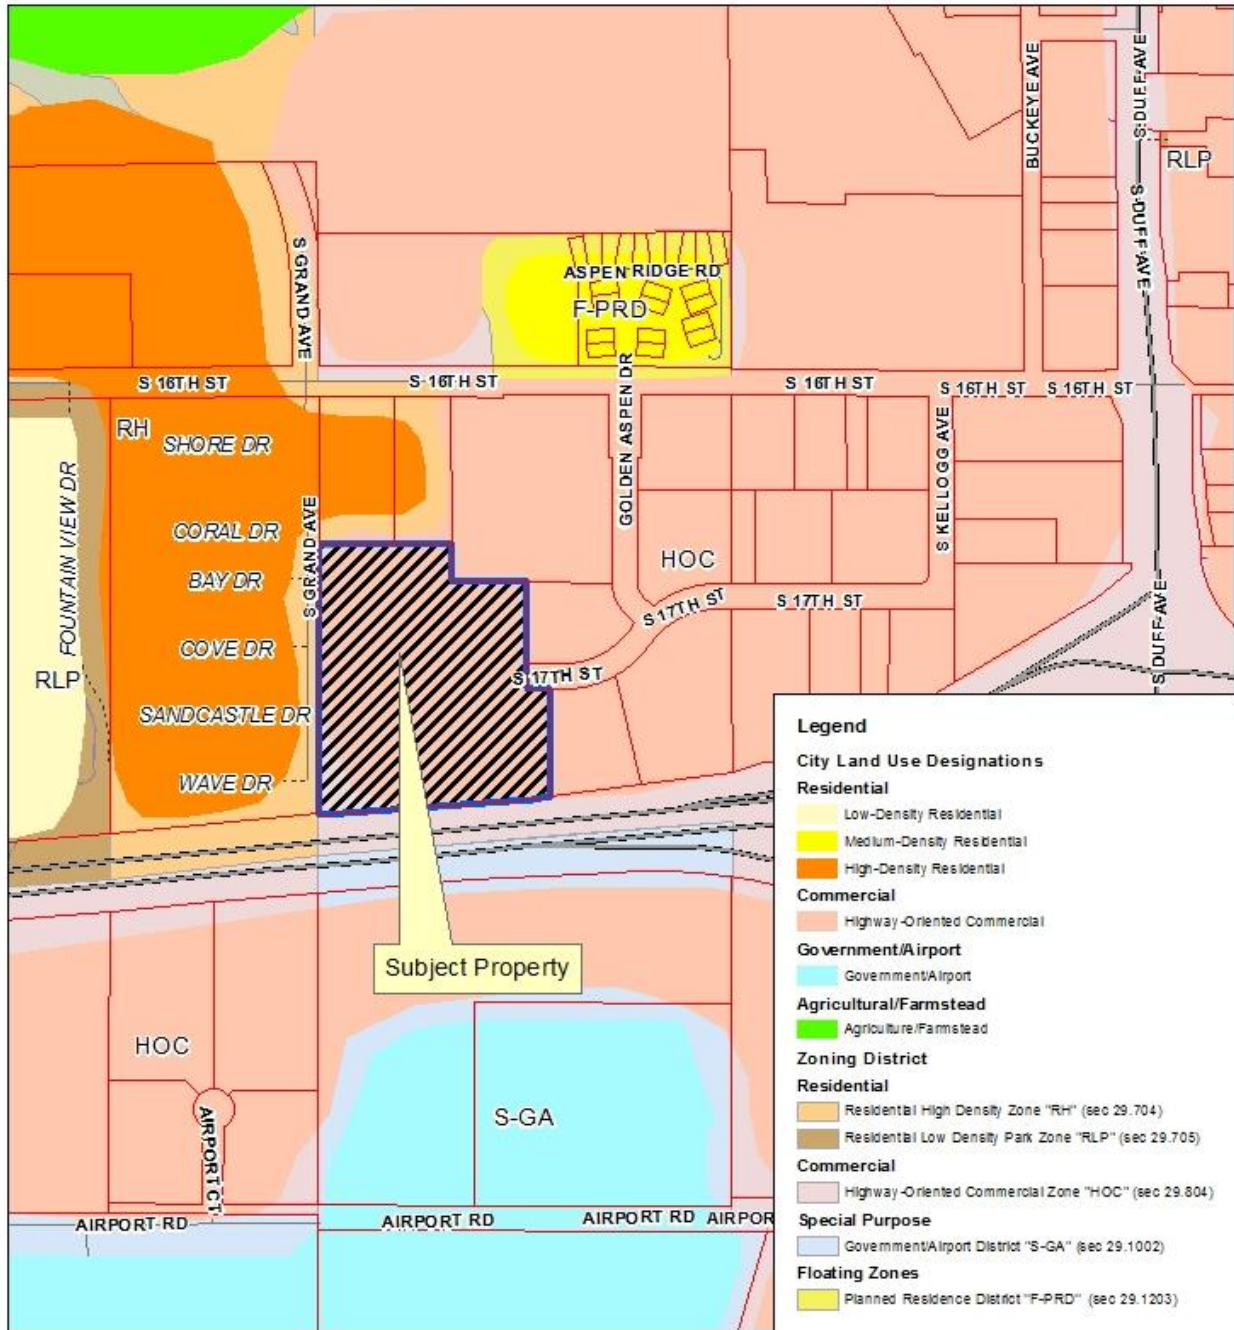 BUCKEYE AVE
S DUFF AVE
RLP
S DUFF AVE
S GRAND AVE
ASPEN RIDGE RD
F-PRD
S 16TH ST
S 16TH ST
S 16TH ST
S 16TH ST
S 16TH ST
RH
SHORE DR
GOLDEN ASPEN DR
S KELLOGG AVE
FOUNTAIN VIEW DR
CORAL DR
S GRAND AVE
BAY DR
HOC
S 17TH ST
S 17TH ST
COVE DR
S 17TH ST
S DUFF AVE
RLP
SANDCASTLE DR
WAVE DR
Subject Property
HOC
S-GA
AIRPORT CT
AIRPORT RD
AIRPORT RD
AIRPORT RD
AIRPOR
Legend
City Land Use Designations
Residential
Low-Density Residential
Medium-Density Residential
High-Density Residential
Commercial
Highway-Oriented Commercial
Government/Airport
Government/Airport
Agricultural/Farmstead
Agriculture/Farmstead
Zoning District
Residential
Residential High Density Zone "RH" (sec 29.704)
Residential Low Density Park Zone "RLP" (sec 29.705)
Commercial
Highway-Oriented Commercial Zone "HOC" (sec 29.804)
Special Purpose
Government/Airport District "S-GA" (sec 29.1002)
Floating Zones
Planned Residence District "F-PRD" (sec 29.1203)